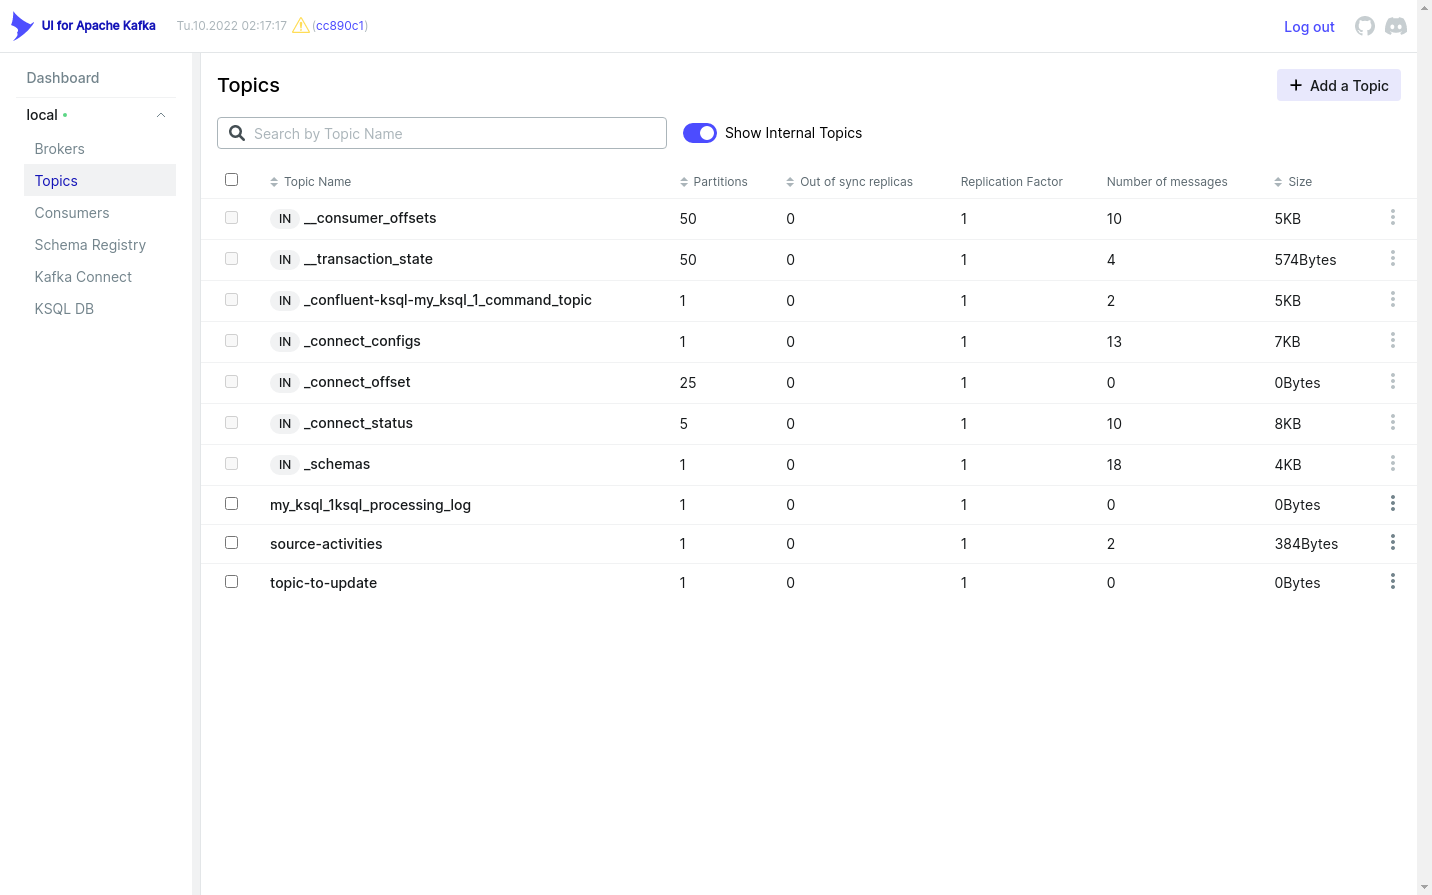 UI for Apache Kafka Tu.10.2022 02:17:17 (cc890c1) Log out
Dashboard
local
Brokers
Topics
Consumers
Schema Registry
Kafka Connect
KSQL DB
Topics
Add a Topic
Search by Topic Name
Show Internal Topics
Topic Name Partitions Out of sync replicas Replication Factor Number of messages Size
IN __consumer_offsets 50 0 1 10 5KB
IN __transaction_state 50 0 1 4 574Bytes
IN _confluent-ksql-my_ksql_1_command_topic 1 0 1 2 5KB
IN _connect_configs 1 0 1 13 7KB
IN _connect_offset 25 0 1 0 0Bytes
IN _connect_status 5 0 1 10 8KB
IN _schemas 1 0 1 18 4KB
my_ksql_1ksql_processing_log 1 0 1 0 0Bytes
source-activities 1 0 1 2 384Bytes
topic-to-update 1 0 1 0 0Bytes